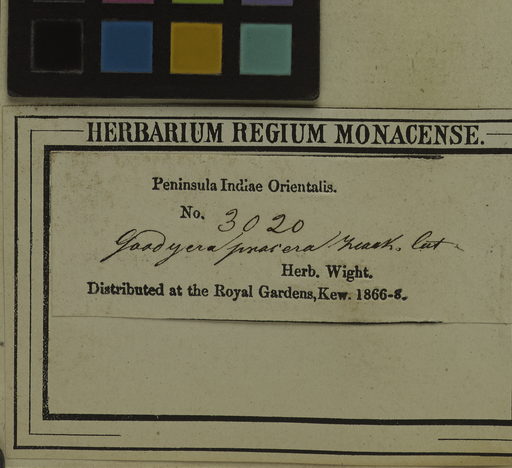 HERBARIUM REGIUM MONACENSE.
Peninsula Indiae Orientalis.
No. 3020
Goodyera procera
Herb. Wight.
Distributed at the Royal Gardens, Kew. 1866-8.